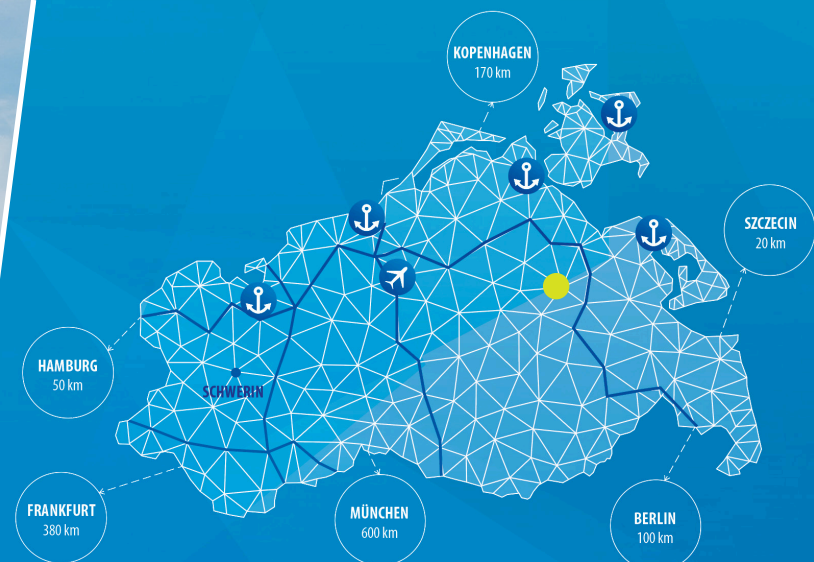 KOPENHAGEN
170 km
SZCZECIN
20 km
HAMBURG
50 km
SCHWERIN
FRANKFURT
380 km
MÜNCHEN
600 km
BERLIN
100 km